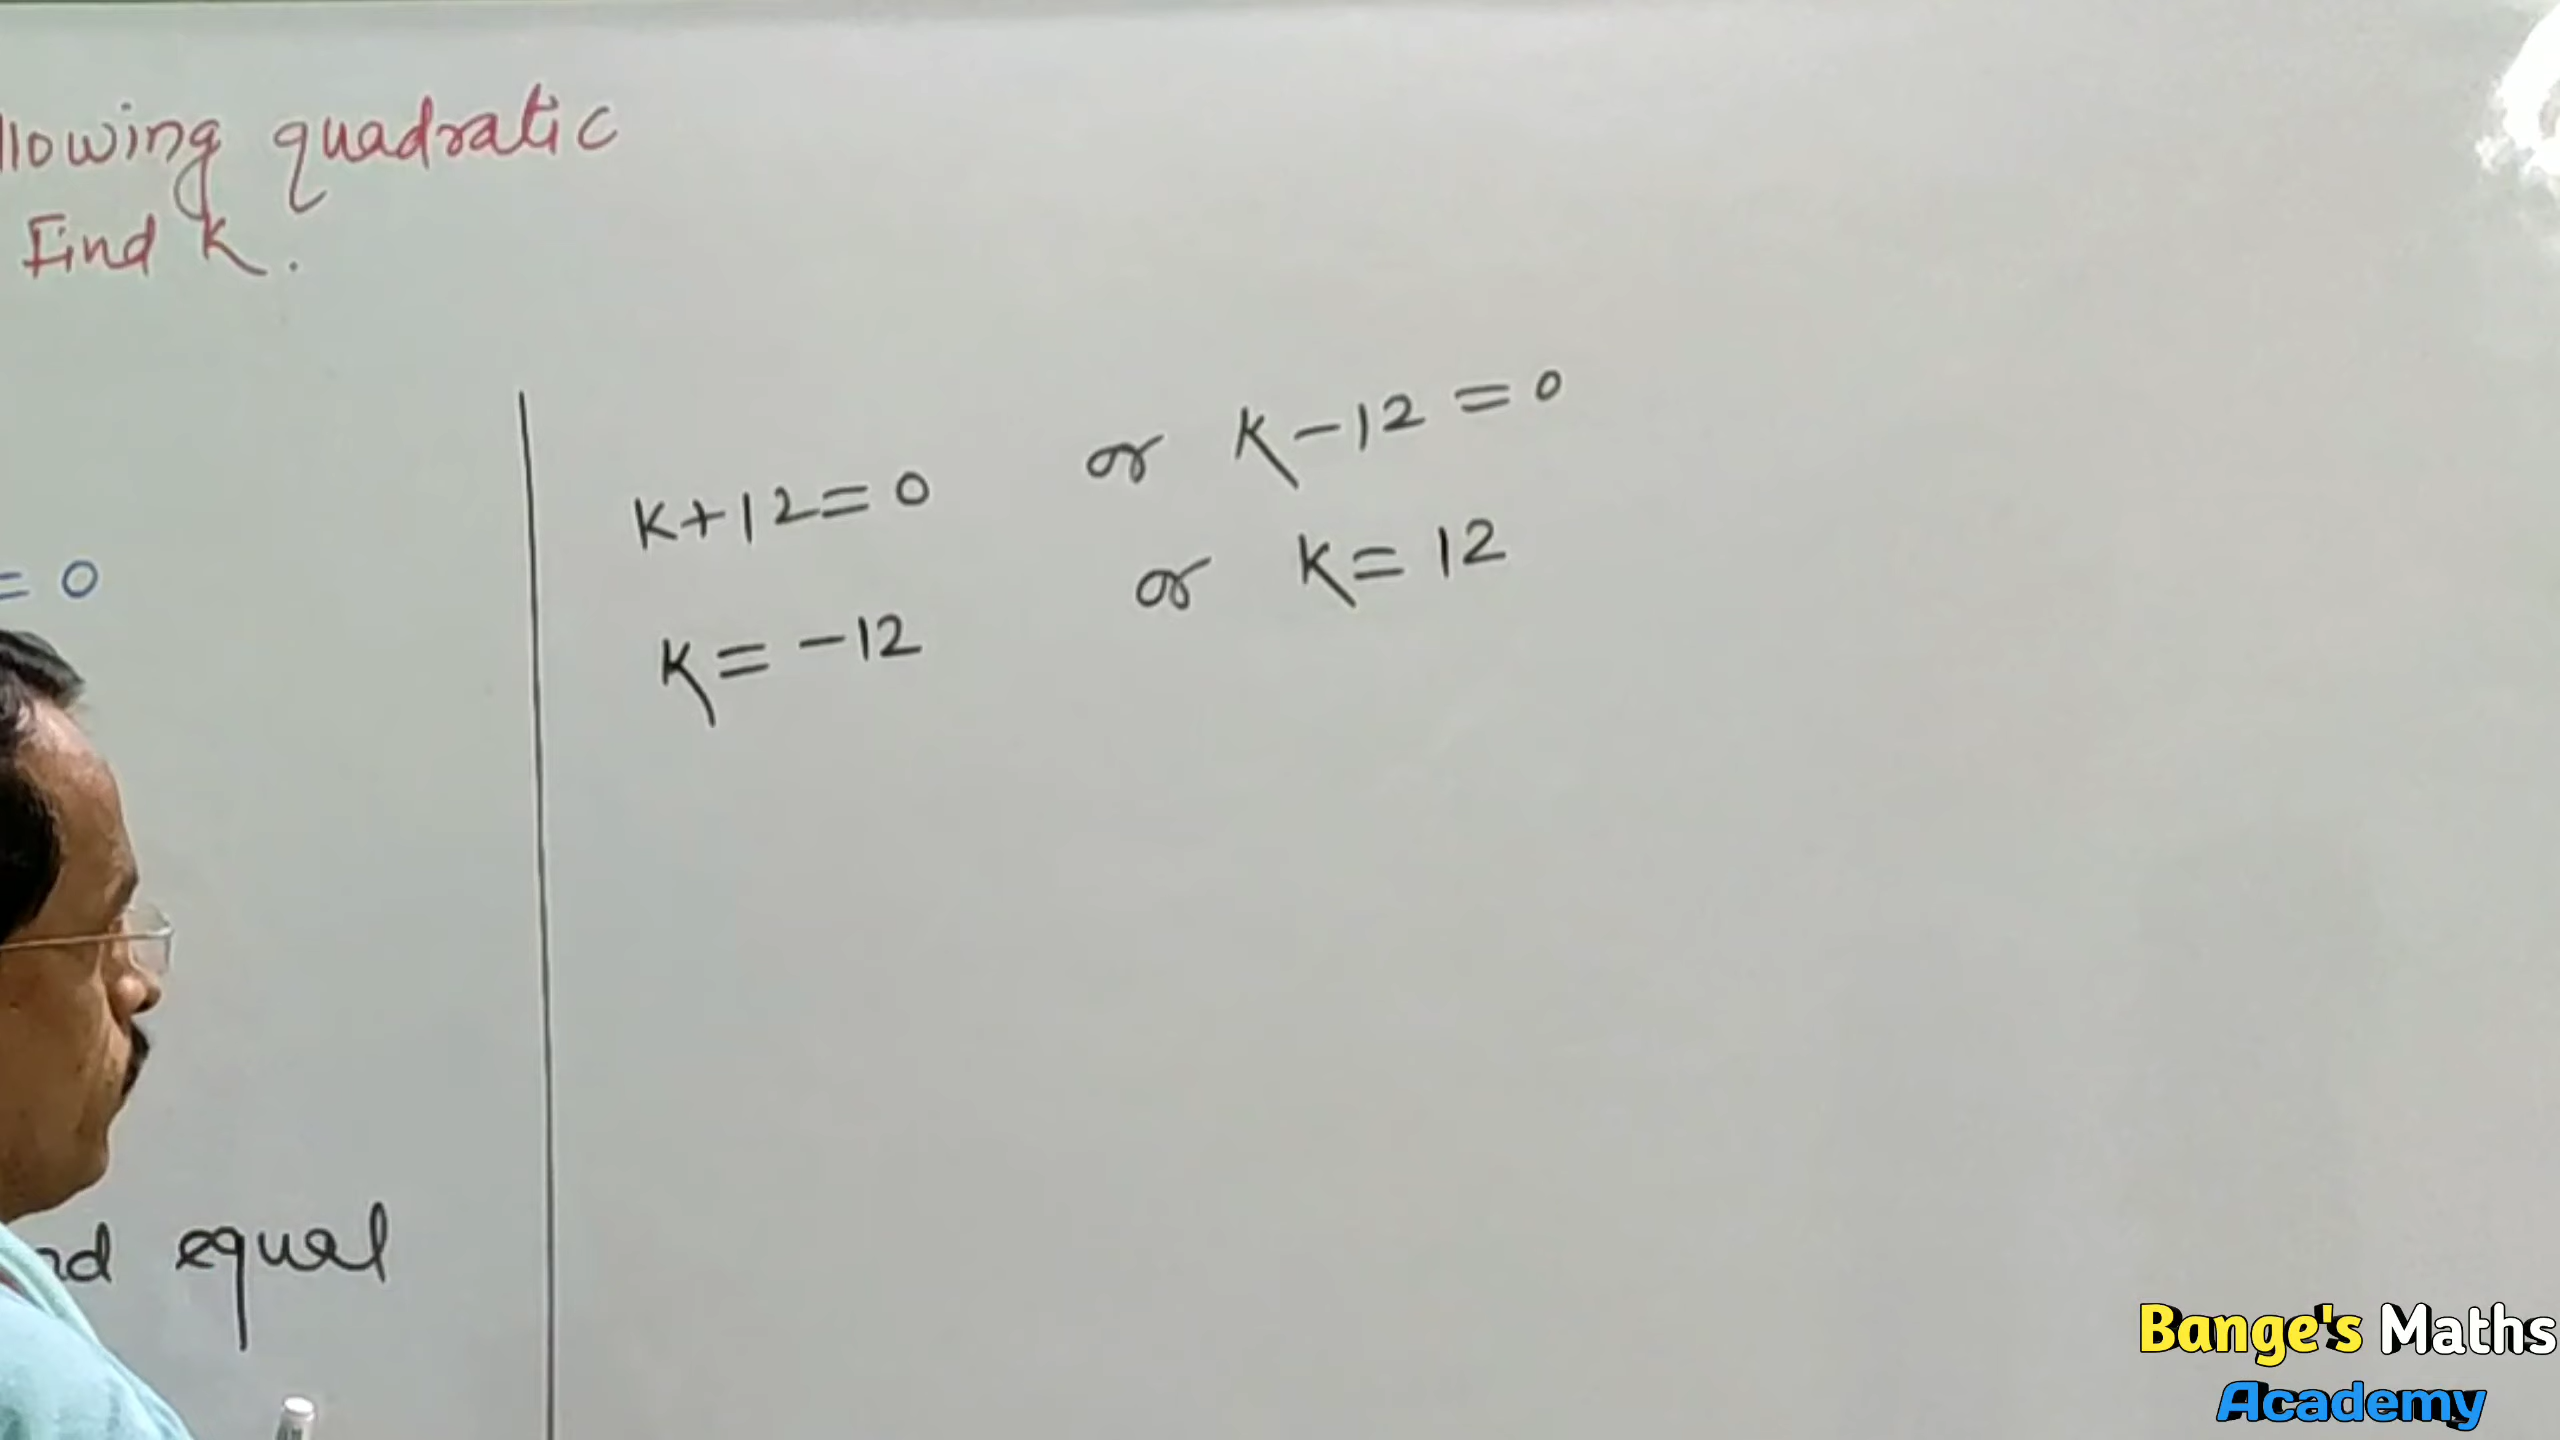 llowing quadratic
Find k.
= 0
k+12=0 or k-12=0
k=-12 or k=12
nd equal
Bange's Maths
Academy